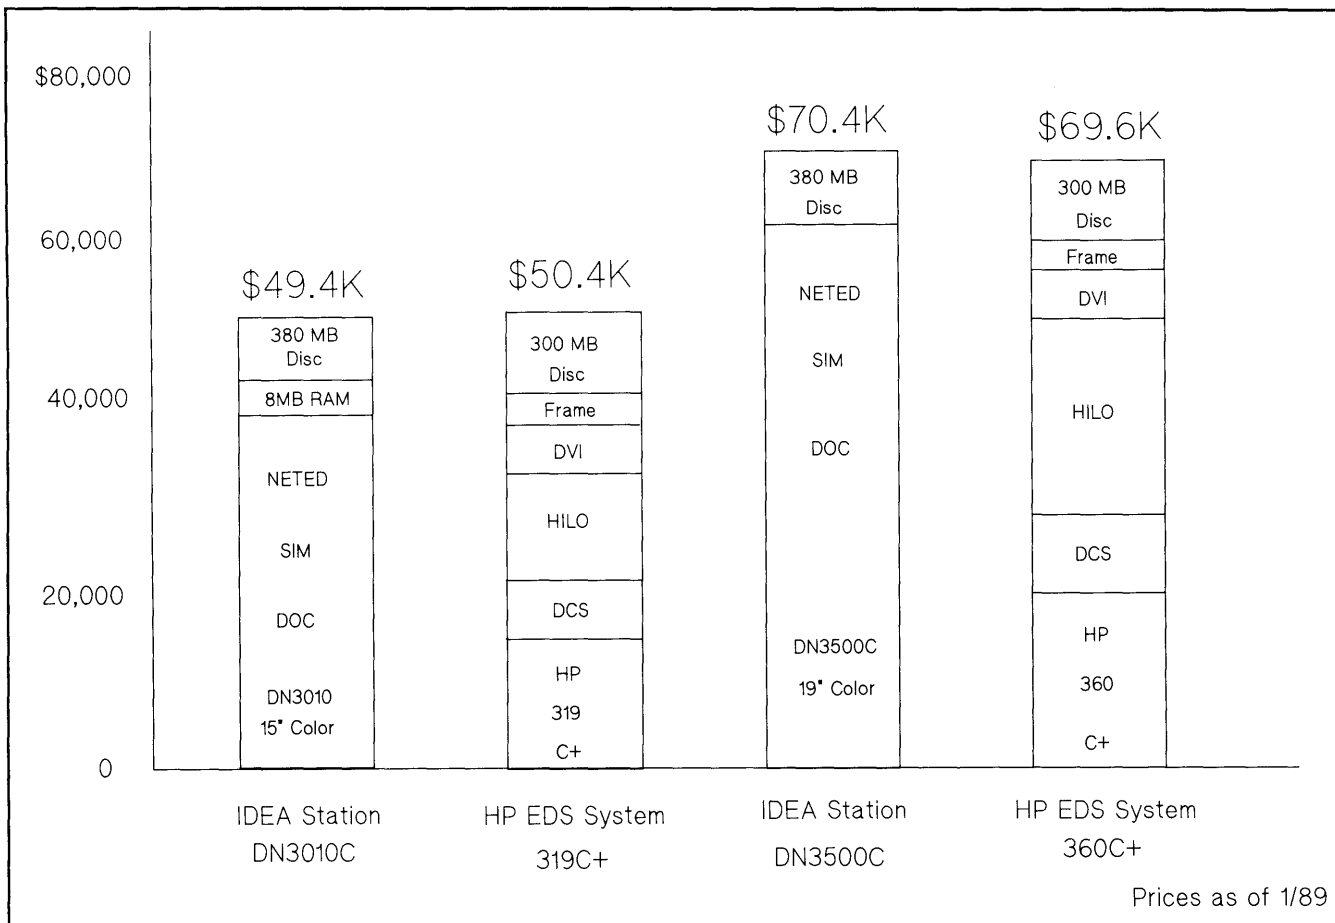 $80,000
60,000
40,000
20,000
0
$49.4K
380 MB
Disc
8MB RAM
NETED
SIM
DOC
DN3010
15" Color
IDEA Station
DN3010C
$50.4K
300 MB
Disc
Frame
DVI
HILO
DCS
HP
319
C+
HP EDS System
319C+
$70.4K
380 MB
Disc
NETED
SIM
DOC
DN3500C
19" Color
IDEA Station
DN3500C
$69.6K
300 MB
Disc
Frame
DVI
HILO
DCS
HP
360
C+
HP EDS System
360C+
Prices as of 1/89